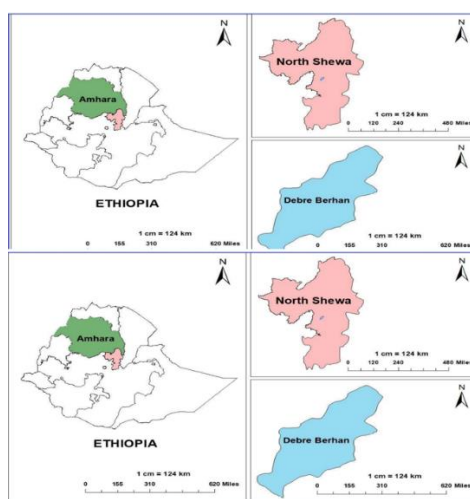 N
Amhara
ETHIOPIA
1 cm = 124 km
0 155 310 620 Miles
N
North Shewa
1 cm = 124 km
0 120 240 480 Miles
N
Debre Berhan
1 cm = 124 km
0 155 310 620 Miles
N
Amhara
ETHIOPIA
1 cm = 124 km
0 155 310 620 Miles
N
North Shewa
1 cm = 124 km
0 120 240 480 Miles
N
Debre Berhan
1 cm = 124 km
0 155 310 620 Miles